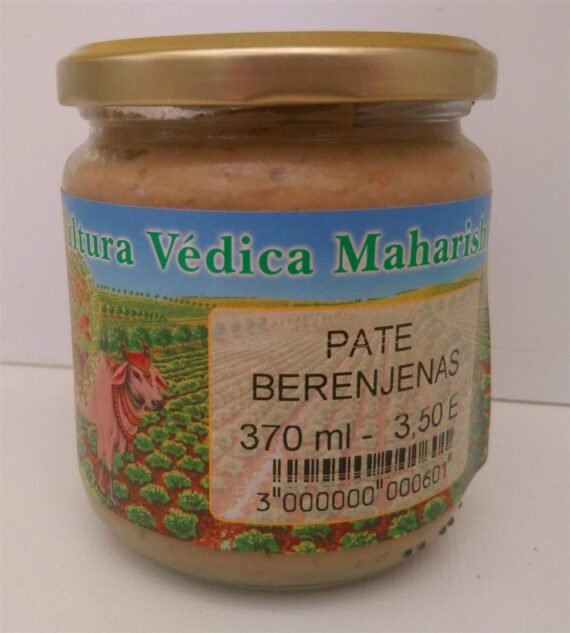 ultura Védica Maharish
PATE
BERENJENAS
370 ml - 3,50 E
3"000000"000601"